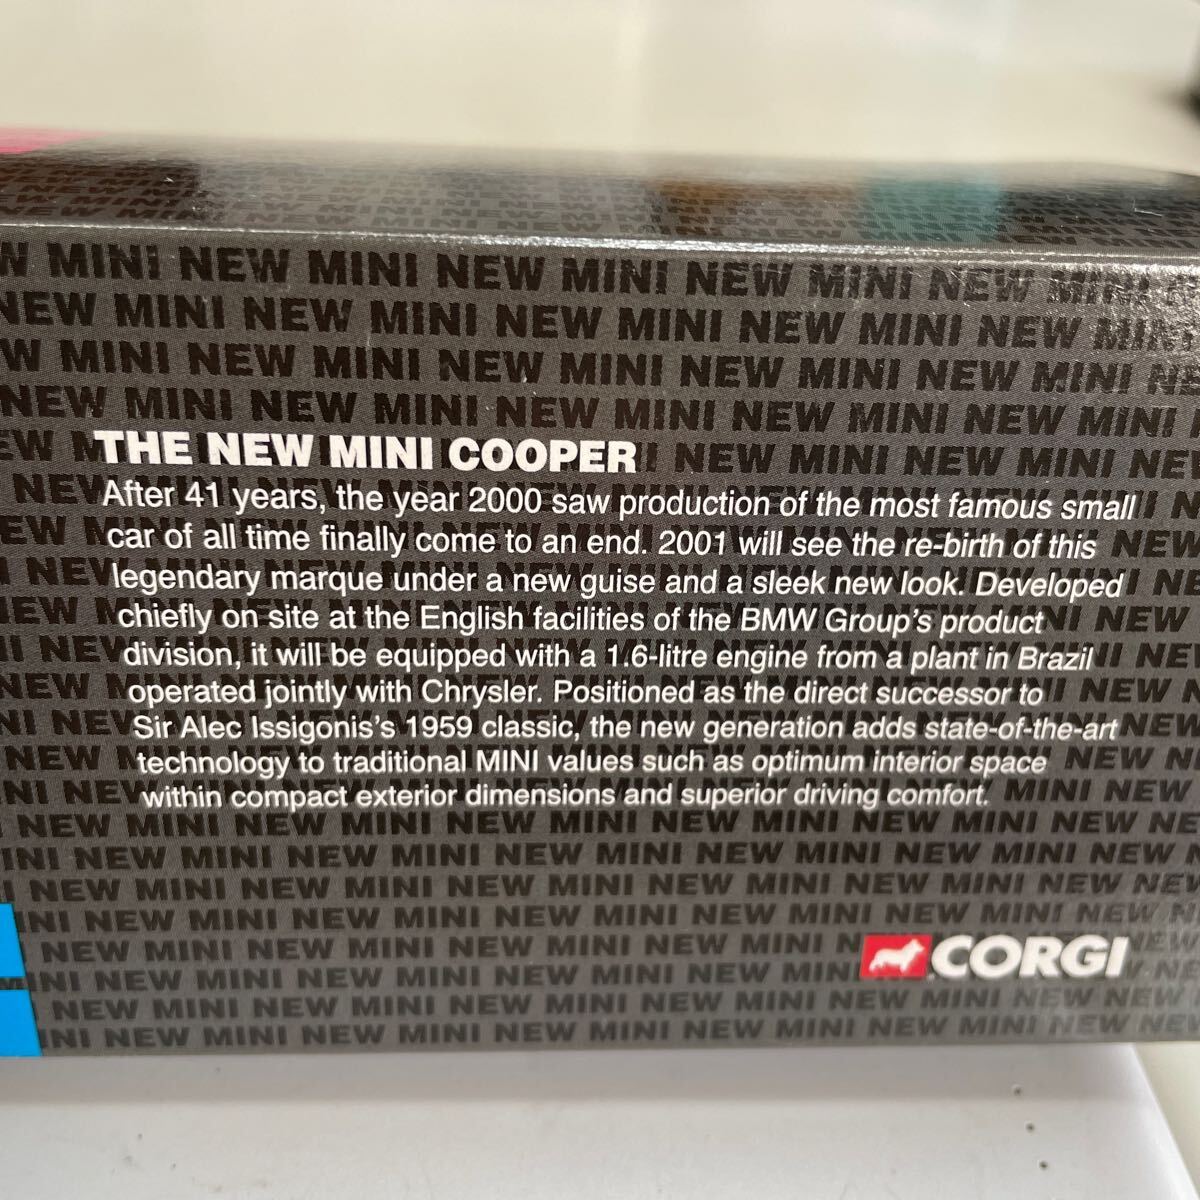 THE NEW MINI COOPER
After 41 years, the year 2000 saw production of the most famous small
car of all time finally come to an end. 2001 will see the re-birth of this
legendary marque under a new guise and a sleek new look. Developed
chiefly on site at the English facilities of the BMW Group's product
division, it will be equipped with a 1.6-litre engine from a plant in Brazil
operated jointly with Chrysler. Positioned as the direct successor to
Sir Alec Issigonis's 1959 classic, the new generation adds state-of-the-art
technology to traditional MINI values such as optimum interior space
within compact exterior dimensions and superior driving comfort.
CORGI